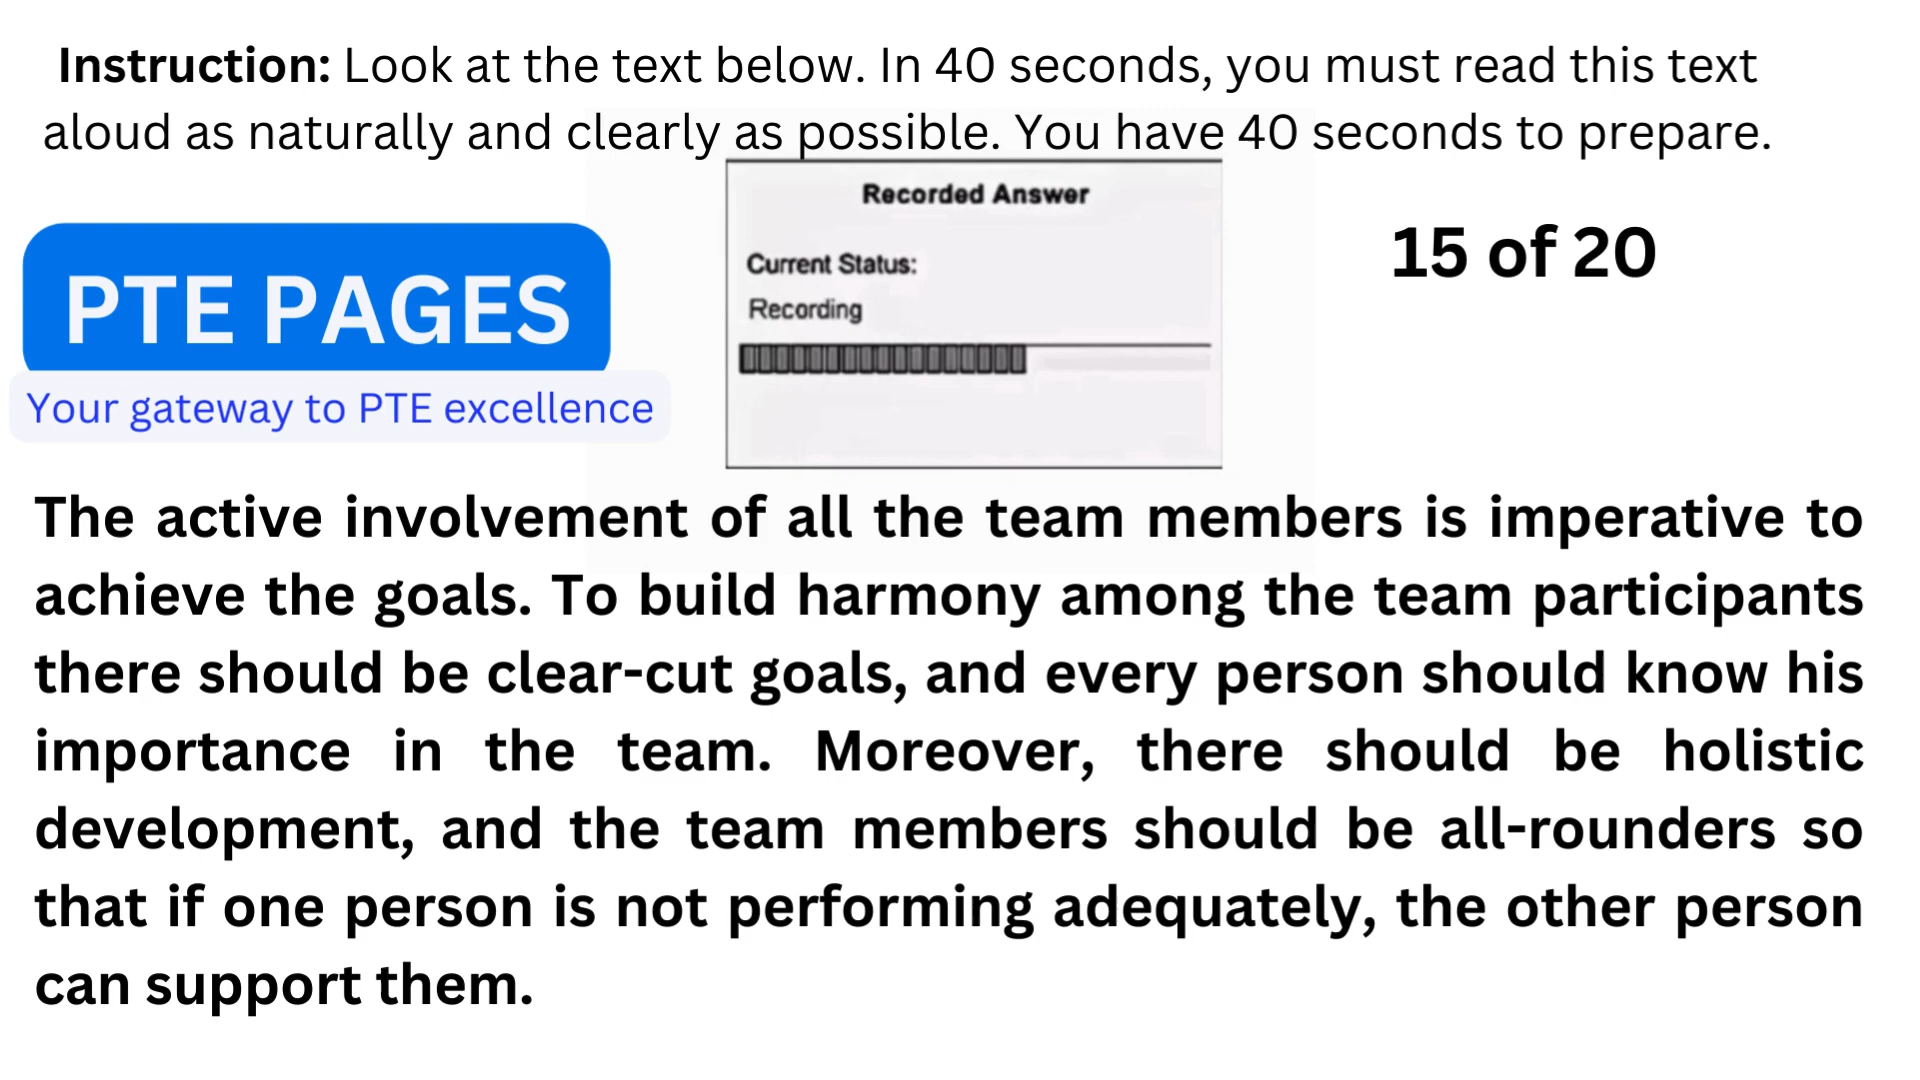 Instruction: Look at the text below. In 40 seconds, you must read this text
aloud as naturally and clearly as possible. You have 40 seconds to prepare.
Recorded Answer
Current Status:
Recording
15 of 20
PTE PAGES
Your gateway to PTE excellence
The active involvement of all the team members is imperative to
achieve the goals. To build harmony among the team participants
there should be clear-cut goals, and every person should know his
importance in the team. Moreover, there should be holistic
development, and the team members should be all-rounders so
that if one person is not performing adequately, the other person
can support them.